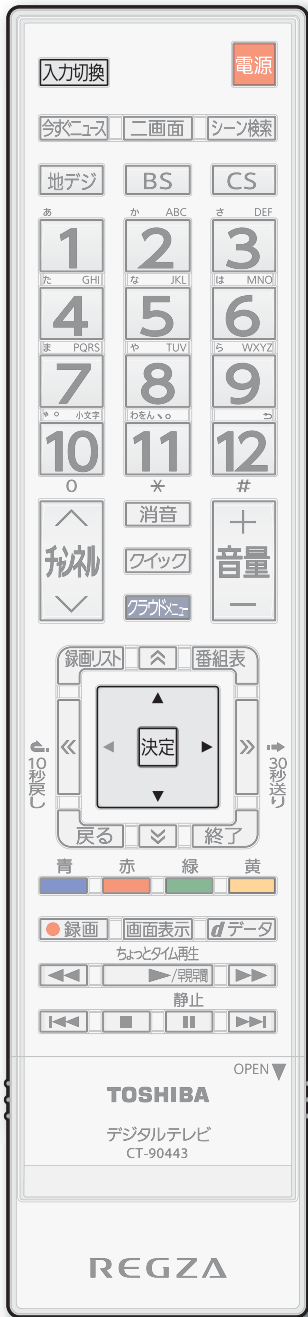 入力切換 電源
今すぐニュース 二画面 シーン検索
地デジ BS CS
あ か ABC さ DEF
1 2 3
た GHI な JKL は MNO
4 5 6
ま PQRS や TUV ら WXYZ
7 8 9
゛゜ 小文字 わをん、。
10 11 12
0 * #
チャンネル 消音 + 音量 −
クイック
クラウドメニュー
録画リスト 番組表
10秒戻し 決定 30秒送り
戻る 終了
青 赤 緑 黄
録画 画面表示 dデータ
ちょっとタイム再生
/早見早聞
静止
OPEN
TOSHIBA
デジタルテレビ
CT-90443
REGZA